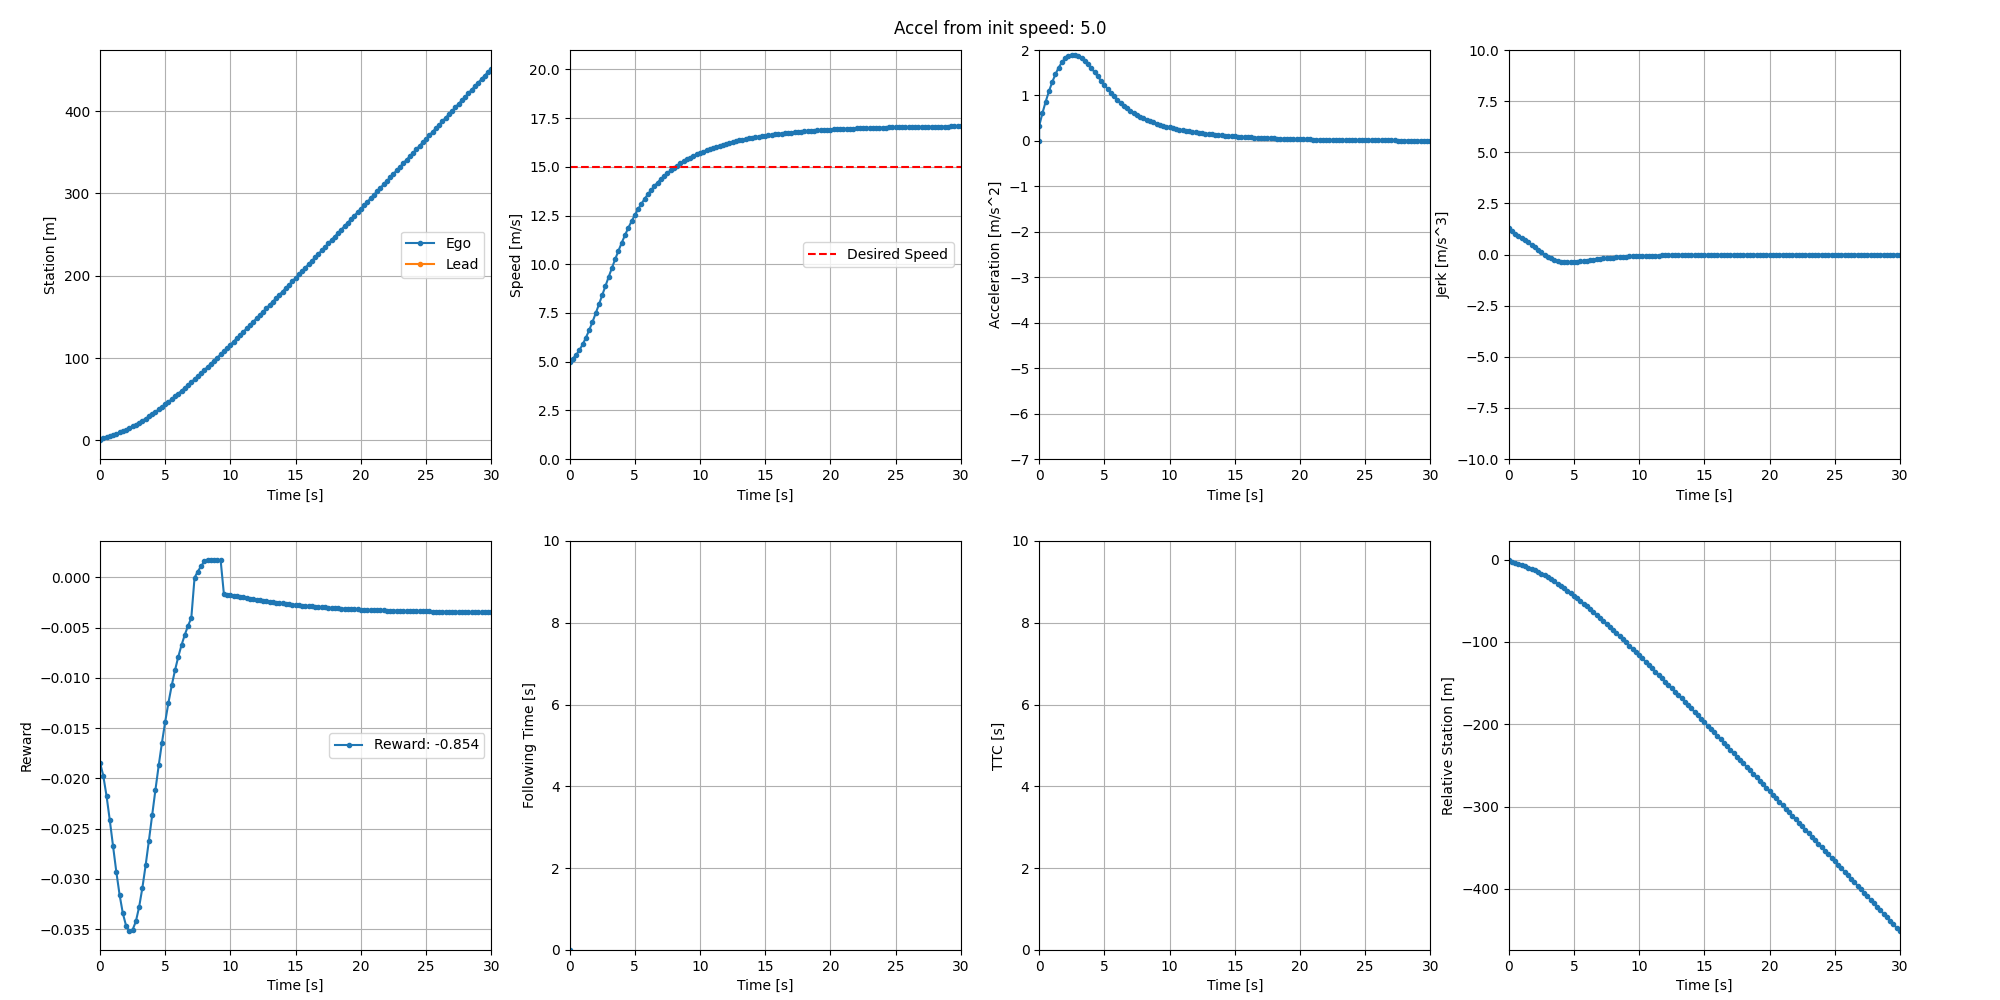 Accel from init speed: 5.0
Station [m]
400
300
200
100
0
Ego
Lead
0 5 10 15 20 25 30
Time [s]
Speed [m/s]
20.0
17.5
15.0
12.5
10.0
7.5
5.0
2.5
0.0
Desired Speed
0 5 10 15 20 25 30
Time [s]
Acceleration [m/s^2]
2
1
0
−1
−2
−3
−4
−5
−6
−7
0 5 10 15 20 25 30
Time [s]
Jerk [m/s^3]
10.0
7.5
5.0
2.5
0.0
−2.5
−5.0
−7.5
−10.0
0 5 10 15 20 25 30
Time [s]
Reward
0.000
−0.005
−0.010
−0.015
−0.020
−0.025
−0.030
−0.035
Reward: -0.854
0 5 10 15 20 25 30
Time [s]
Following Time [s]
10
8
6
4
2
0
0 5 10 15 20 25 30
Time [s]
TTC [s]
10
8
6
4
2
0
0 5 10 15 20 25 30
Time [s]
Relative Station [m]
0
−100
−200
−300
−400
0 5 10 15 20 25 30
Time [s]